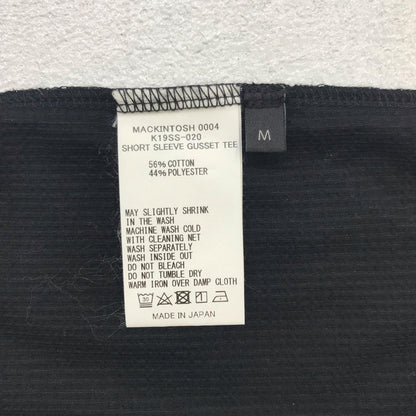 MACKINTOSH 0004
K19SS-020
SHORT SLEEVE GUSSET TEE
56% COTTON
44% POLYESTER
MAY SLIGHTLY SHRINK
IN THE WASH
MACHINE WASH COLD
WITH CLEANING NET
WASH SEPARATELY
WASH INSIDE OUT
DO NOT BLEACH
DO NOT TUMBLE DRY
WARM IRON OVER DAMP CLOTH
30
MADE IN JAPAN
M